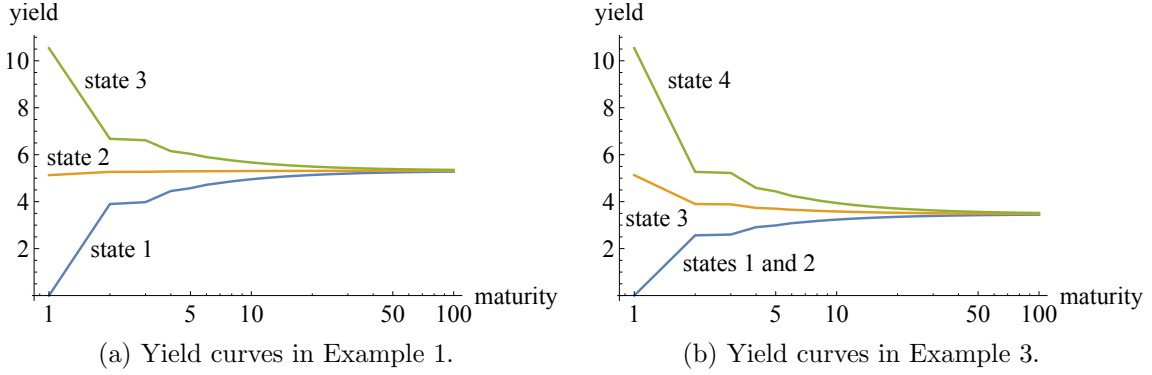 yield
10
8
6
4
2
state 3
state 2
state 1
1
5
10
50
100
maturity
(a) Yield curves in Example 1.
yield
10
8
6
4
2
state 4
state 3
states 1 and 2
1
5
10
50
100
maturity
(b) Yield curves in Example 3.